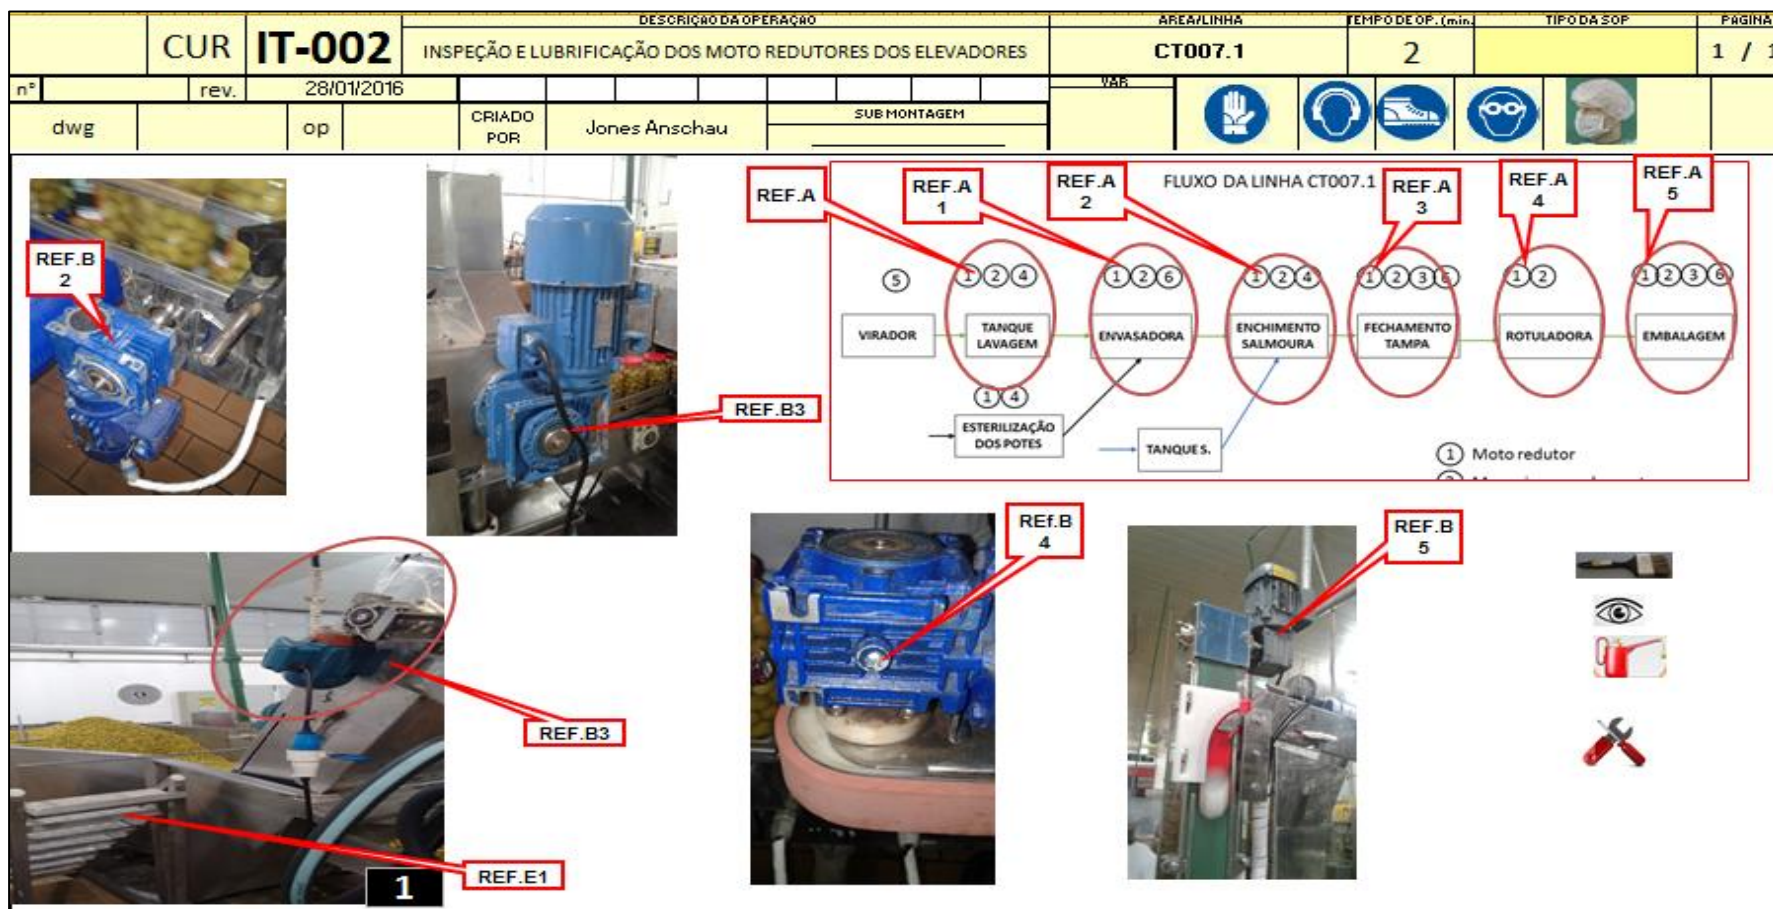 DESCRIÇÃO DA OPERAÇÃO
ÁREA/LINHA
TEMPO DE OP. (min.
TIPO DA SOP
PÁGINA
CUR
IT-002
INSPEÇÃO E LUBRIFICAÇÃO DOS MOTO REDUTORES DOS ELEVADORES
CT007.1
2
1 / 1
n°
rev.
28/01/2016
VAR
dwg
op
CRIADO
POR
Jones Anschau
SUB MONTAGEM
REF.B
2
REF.B3
REF.A
REF.A
1
REF.A
2
FLUXO DA LINHA CT007.1
REF.A
3
REF.A
4
REF.A
5
5
1 2 4
1 2 6
1 2 4
1 2 3 6
1 2
1 2 3 6
VIRADOR
TANQUE
LAVAGEM
ENVASADORA
ENCHIMENTO
SALMOURA
FECHAMENTO
TAMPA
ROTULADORA
EMBALAGEM
1 4
ESTERILIZAÇÃO
DOS POTES
TANQUE S.
1 Moto redutor
REF.B3
REF.E1
1
REf.B
4
REF.B
5